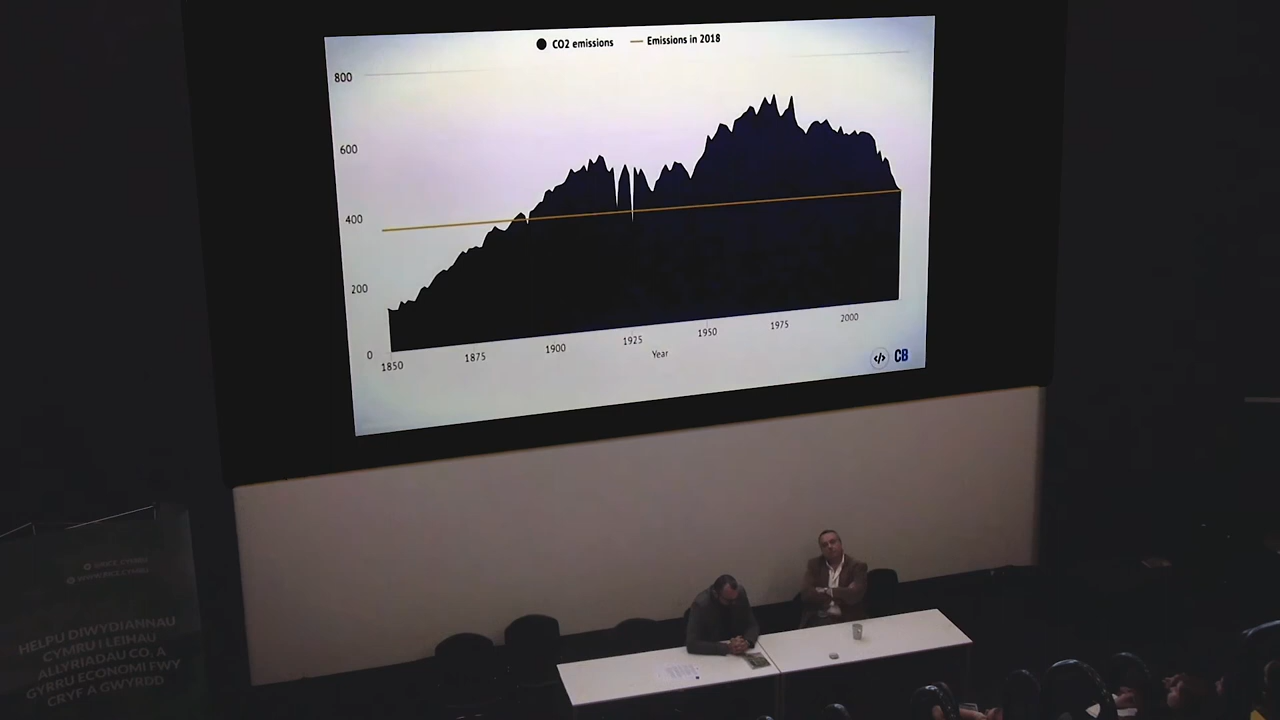 CO2 emissions Emissions in 2018
800
600
400
200
0
1850 1875 1900 1925 1950 1975 2000
Year
</> CB
HELPU DIWYDIANNAU
CYMRU I LEIHAU
ALLYRIADAU CO₂ A
GYRRU ECONOMI FWY
CRYF A GWYRDD